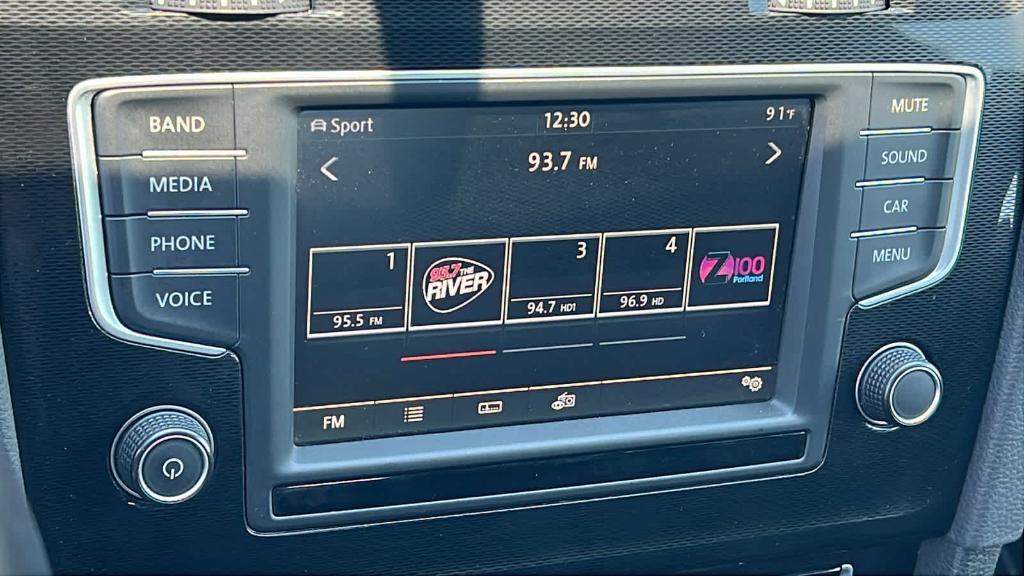 BAND
MEDIA
PHONE
VOICE
Sport 12:30 91°F
93.7 FM
1
95.5 FM
93.7 THE
RIVER
3
94.7 HD1
4
96.9 HD
Z100
Portland
FM
MUTE
SOUND
CAR
MENU